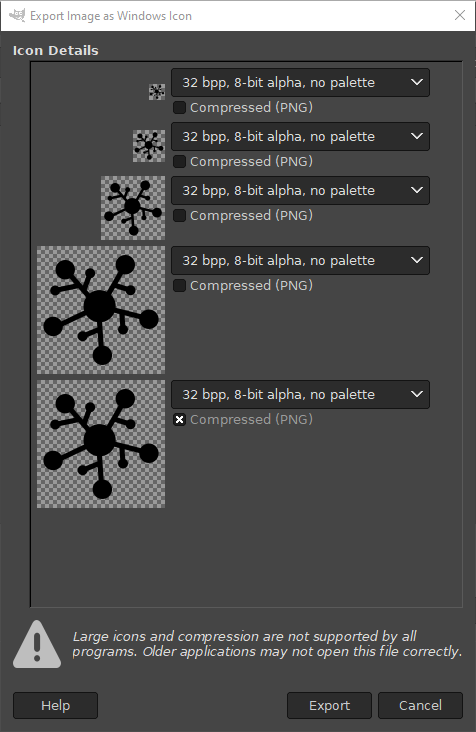 Export Image as Windows Icon
Icon Details
32 bpp, 8-bit alpha, no palette
Compressed (PNG)
32 bpp, 8-bit alpha, no palette
Compressed (PNG)
32 bpp, 8-bit alpha, no palette
Compressed (PNG)
32 bpp, 8-bit alpha, no palette
Compressed (PNG)
32 bpp, 8-bit alpha, no palette
Compressed (PNG)
Large icons and compression are not supported by all
programs. Older applications may not open this file correctly.
Help
Export
Cancel